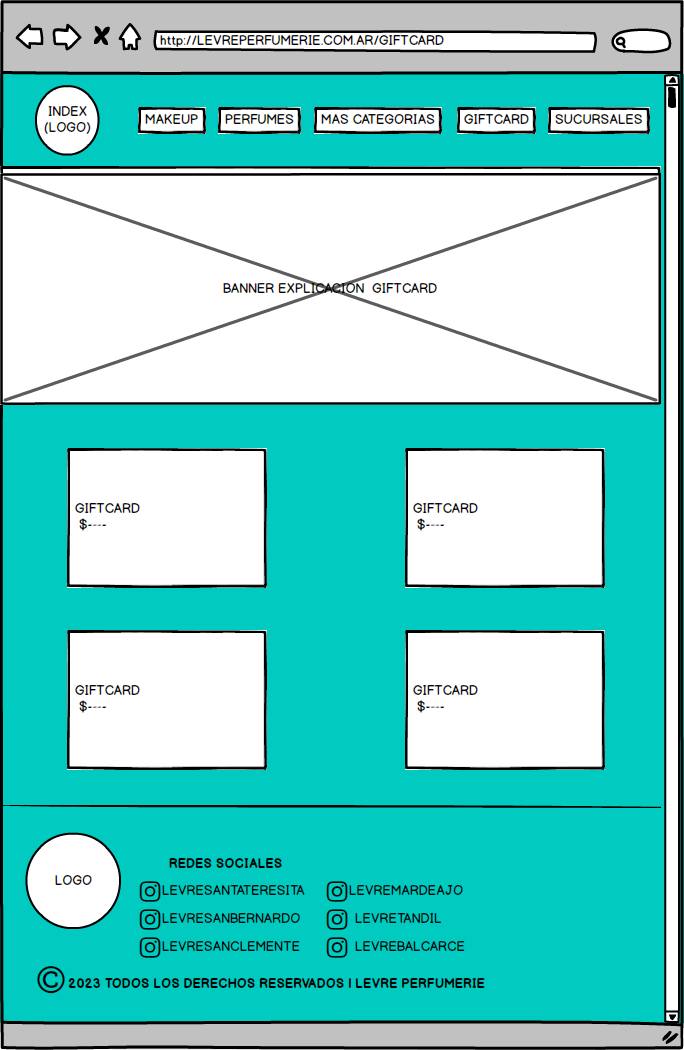 http://LEVREPERFUMERIE.COM.AR/GIFTCARD
INDEX
(LOGO)
MAKEUP
PERFUMES
MAS CATEGORIAS
GIFTCARD
SUCURSALES
BANNER EXPLICACION GIFTCARD
GIFTCARD
$----
GIFTCARD
$----
GIFTCARD
$----
GIFTCARD
$----
LOGO
REDES SOCIALES
LEVRESANTATERESITA
LEVREMARDEAJO
LEVRESANBERNARDO
LEVRETANDIL
LEVRESANCLEMENTE
LEVREBALCARCE
© 2023 TODOS LOS DERECHOS RESERVADOS | LEVRE PERFUMERIE